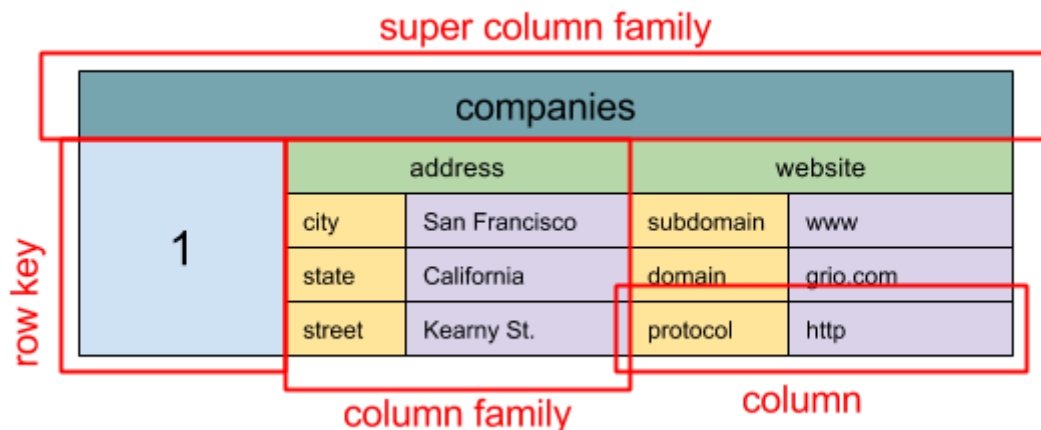 super column family
companies
address website
city San Francisco subdomain www
1
state California domain grio.com
street Kearny St. protocol http
row key
column family
column